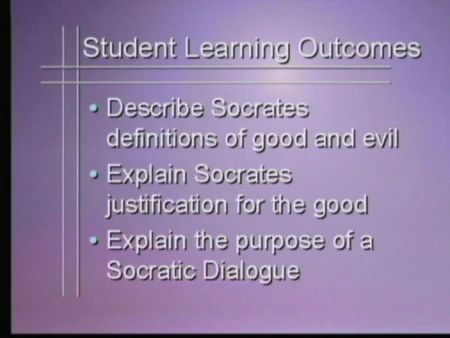 Student Learning Outcomes
• Describe Socrates
definitions of good and evil
• Explain Socrates
justification for the good
• Explain the purpose of a
Socratic Dialogue